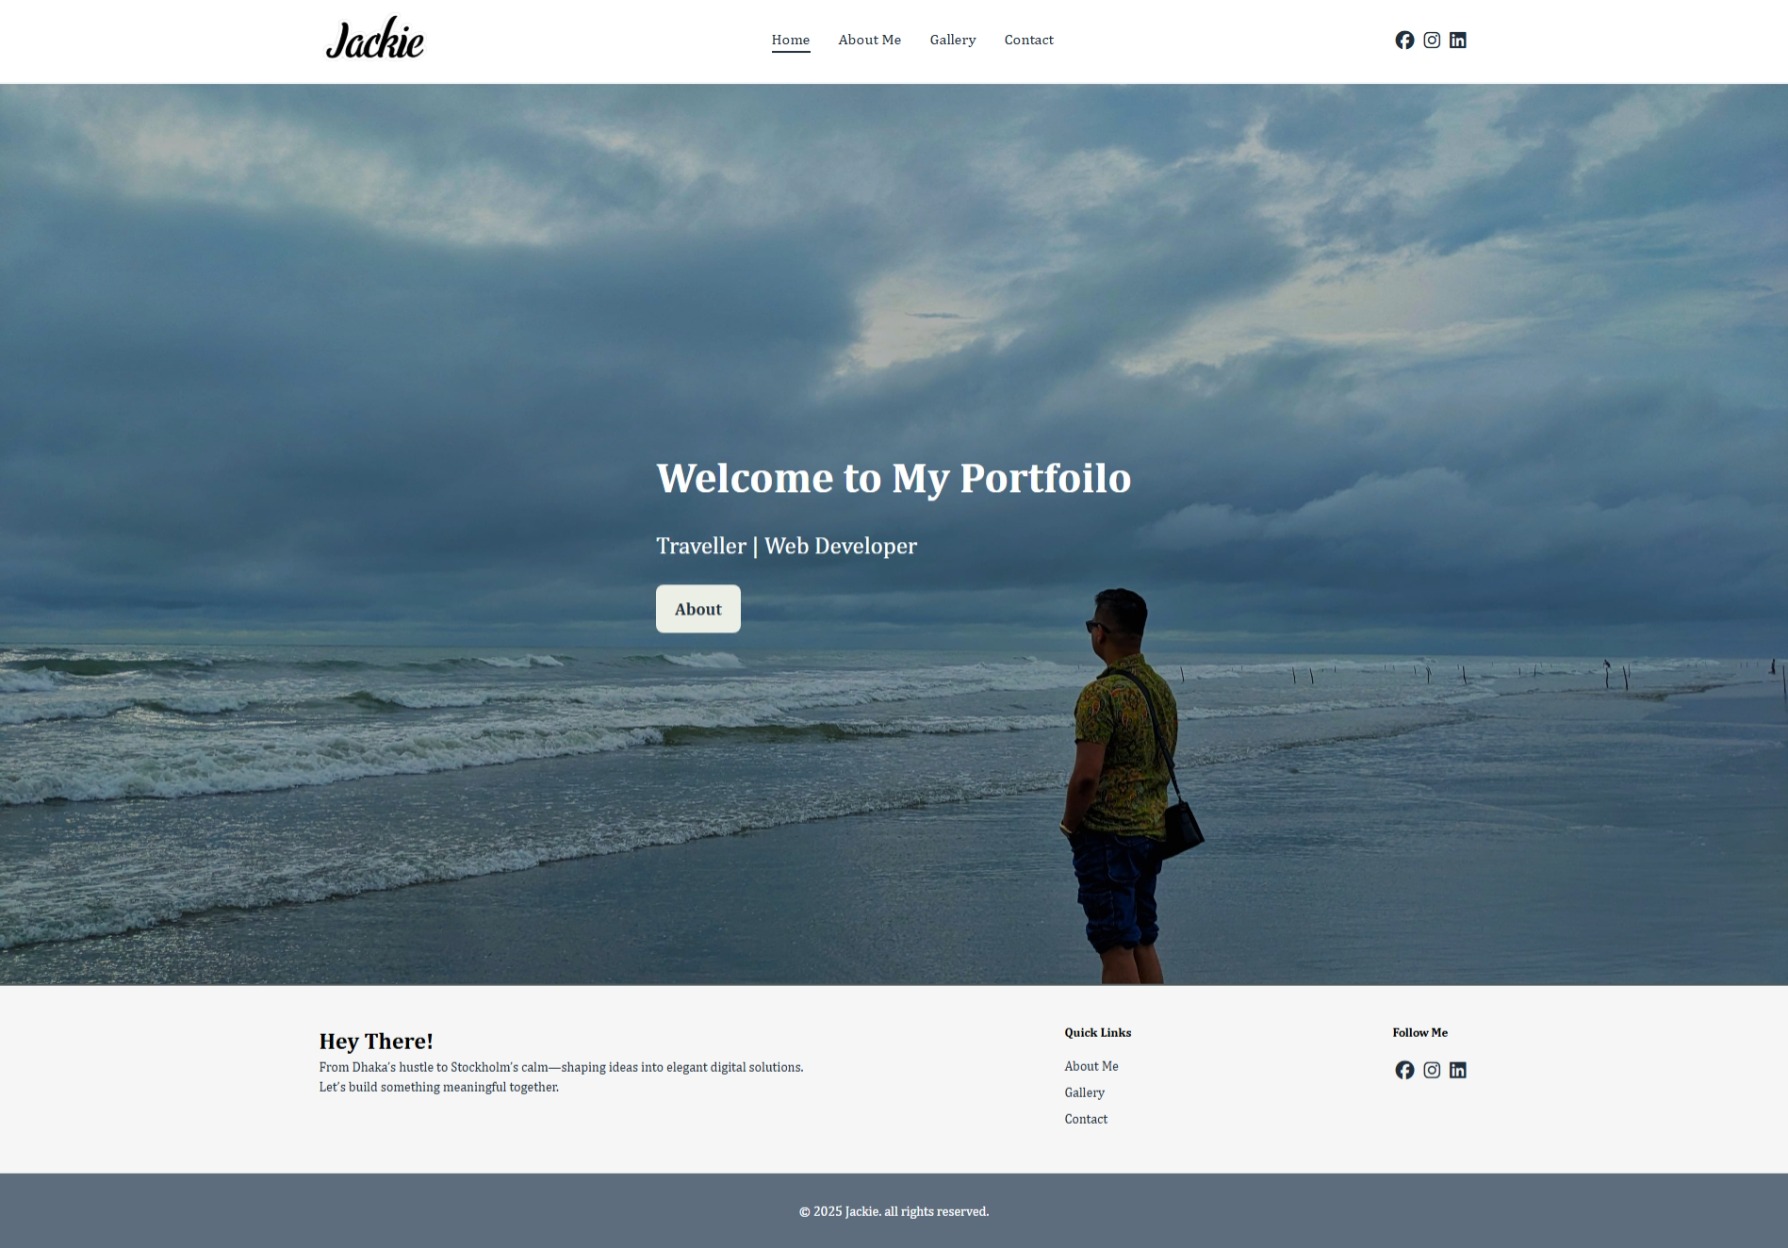 Jackie
Home About Me Gallery Contact
Welcome to My Portfoilo
Traveller | Web Developer
About
Hey There!
From Dhaka's hustle to Stockholm's calm—shaping ideas into elegant digital solutions.
Let's build something meaningful together.
Quick Links
About Me
Gallery
Contact
Follow Me
© 2025 Jackie. all rights reserved.